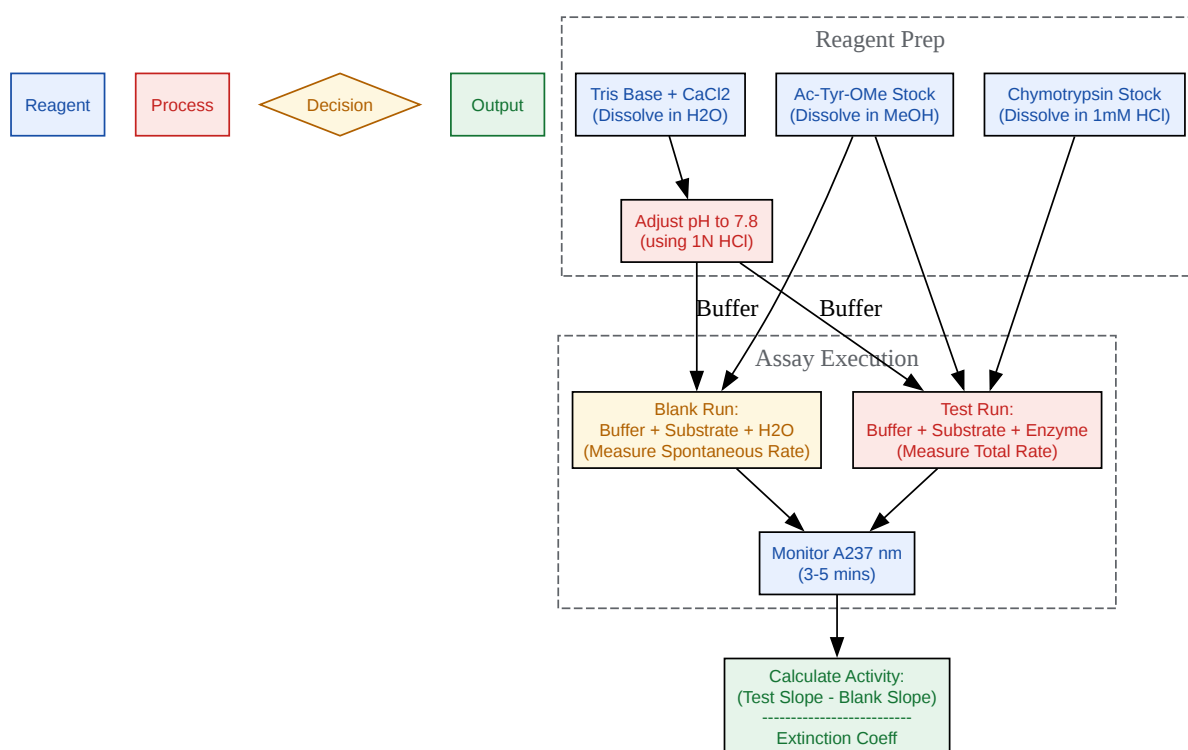 Reagent Prep
Reagent
Process
Decision
Output
Tris Base + CaCl2
(Dissolve in H2O)
Ac-Tyr-OMe Stock
(Dissolve in MeOH)
Chymotrypsin Stock
(Dissolve in 1mM HCl)
Adjust pH to 7.8
(using 1N HCl)
Buffer
Buffer
Assay Execution
Blank Run:
Buffer + Substrate + H2O
(Measure Spontaneous Rate)
Test Run:
Buffer + Substrate + Enzyme
(Measure Total Rate)
Monitor A237 nm
(3-5 mins)
Calculate Activity:
(Test Slope - Blank Slope)
--------------------------
Extinction Coeff